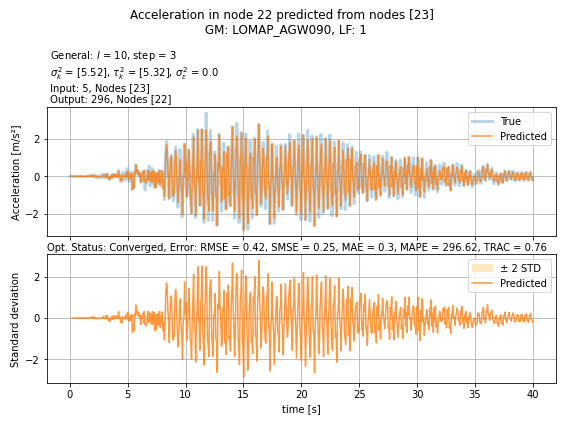 Acceleration in node 22 predicted from nodes [23]
GM: LOMAP_AGW090, LF: 1
General: l = 10, step = 3
σ²ₖ = [5.52], τ²ₖ = [5.32], σ²ε = 0.0
Input: 5, Nodes [23]
Output: 296, Nodes [22]
Acceleration [m/s²]
2
0
−2
True
Predicted
Opt. Status: Converged, Error: RMSE = 0.42, SMSE = 0.25, MAE = 0.3, MAPE = 296.62, TRAC = 0.76
Standard deviation
2
0
−2
± 2 STD
Predicted
0 5 10 15 20 25 30 35 40
time [s]